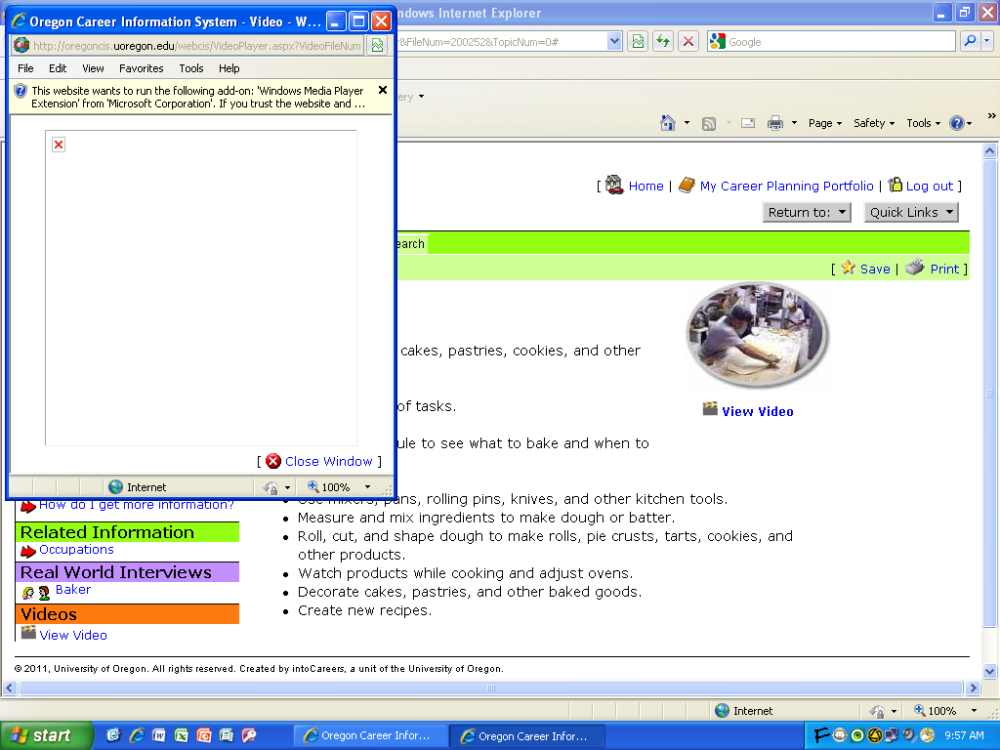 Oregon Career Information System - Video - W...
ndows Internet Explorer
http://oregoncis.uoregon.edu/webcis/VideoPlayer.aspx?VideoFileNum
&FileNum=200252&TopicNum=0#
Google
File Edit View Favorites Tools Help
This website wants to run the following add-on: 'Windows Media Player
Extension' from 'Microsoft Corporation'. If you trust the website and ...
ery
Page Safety Tools
[ Home | My Career Planning Portfolio | Log out ]
Return to: Quick Links
earch
[ Save | Print ]
cakes, pastries, cookies, and other
of tasks.
View Video
ule to see what to bake and when to
[ Close Window ]
Internet 100%
Use mixers, pans, rolling pins, knives, and other kitchen tools.
How do I get more information?
Measure and mix ingredients to make dough or batter.
Related Information
Roll, cut, and shape dough to make rolls, pie crusts, tarts, cookies, and
other products.
Occupations
Real World Interviews
Watch products while cooking and adjust ovens.
Baker
Decorate cakes, pastries, and other baked goods.
Videos
Create new recipes.
View Video
© 2011, University of Oregon. All rights reserved. Created by intoCareers, a unit of the University of Oregon.
Internet 100%
start
Oregon Career Infor...
Oregon Career Infor...
9:57 AM